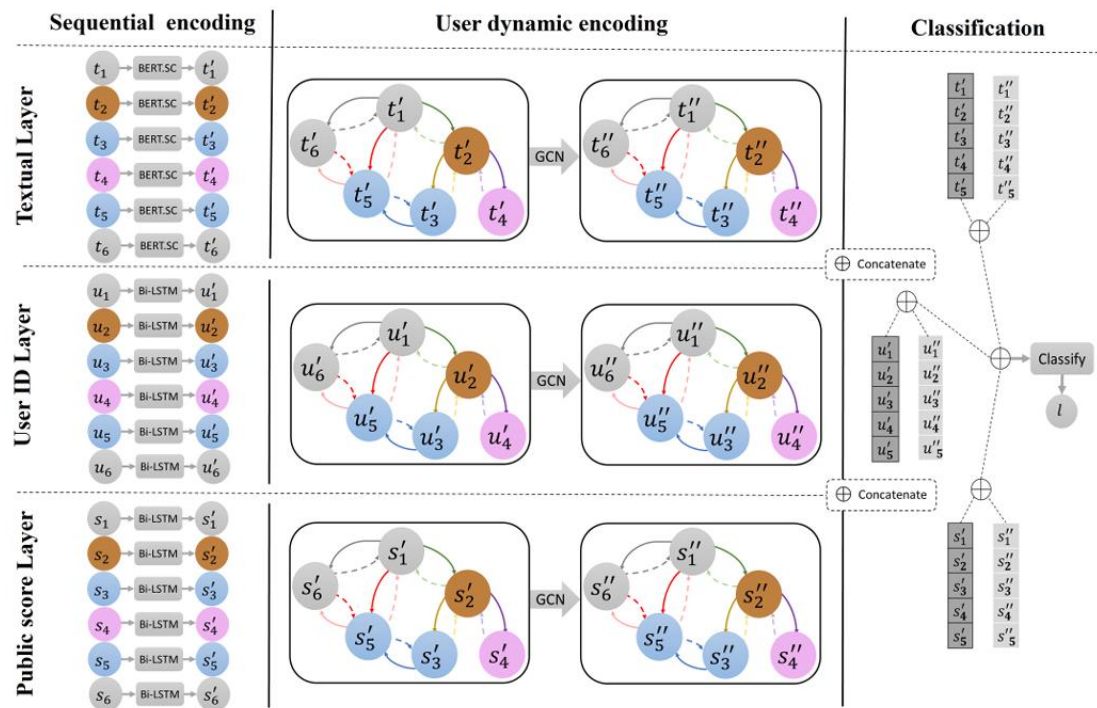 Sequential encoding
User dynamic encoding
Classification
Textual Layer
t₁ BERT.SC t′₁
t₂ BERT.SC t′₂
t₃ BERT.SC t′₃
t₄ BERT.SC t′₄
t₅ BERT.SC t′₅
t₆ BERT.SC t′₆
t′₁
t′₆
t′₂
t′₅
t′₃
t′₄
GCN
t′′₁
t′′₆
t′′₂
t′′₅
t′′₃
t′′₄
t′₁ t′′₁
t′₂ t′′₂
t′₃ t′′₃
t′₄ t′′₄
t′₅ t′′₅
⊕ Concatenate
User ID Layer
u₁ Bi-LSTM u′₁
u₂ Bi-LSTM u′₂
u₃ Bi-LSTM u′₃
u₄ Bi-LSTM u′₄
u₅ Bi-LSTM u′₅
u₆ Bi-LSTM u′₆
u′₁
u′₆
u′₂
u′₅
u′₃
u′₄
GCN
u′′₁
u′′₆
u′′₂
u′′₅
u′′₃
u′′₄
u′₁ u′′₁
u′₂ u′′₂
u′₃ u′′₃
u′₄ u′′₄
u′₅ u′′₅
Classify
l
⊕ Concatenate
Public score Layer
s₁ Bi-LSTM s′₁
s₂ Bi-LSTM s′₂
s₃ Bi-LSTM s′₃
s₄ Bi-LSTM s′₄
s₅ Bi-LSTM s′₅
s₆ Bi-LSTM s′₆
s′₁
s′₆
s′₂
s′₅
s′₃
s′₄
GCN
s′′₁
s′′₆
s′′₂
s′′₅
s′′₃
s′′₄
s′₁ s′′₁
s′₂ s′′₂
s′₃ s′′₃
s′₄ s′′₄
s′₅ s′′₅